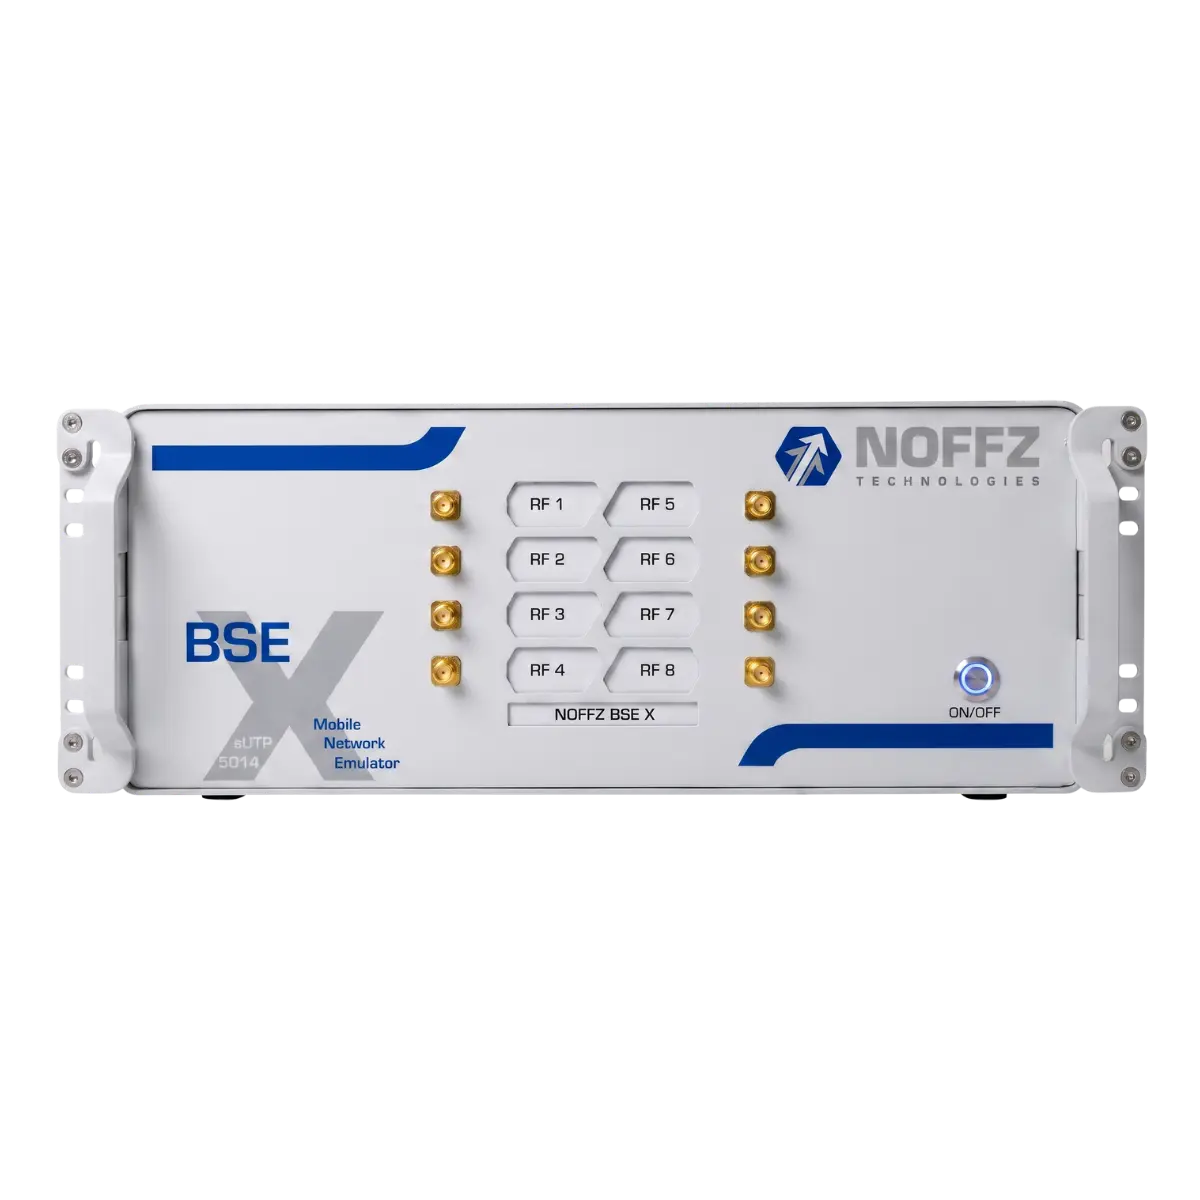 NOFFZ
TECHNOLOGIES
RF 1
RF 5
RF 2
RF 6
RF 3
RF 7
RF 4
RF 8
NOFFZ BSE X
BSE
X
sUTP
5014
Mobile
Network
Emulator
ON/OFF